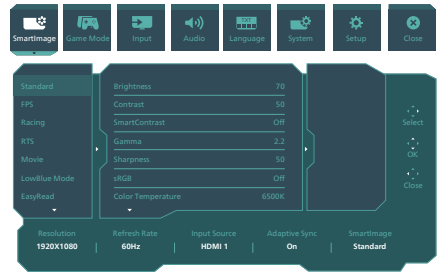 SmartImage Game Mode Input Audio TXT Language System Setup Close
Standard Brightness 70
FPS Contrast 50
Racing SmartContrast Off
RTS Gamma 2.2
Movie Sharpness 50
LowBlue Mode sRGB Off
EasyRead Color Temperature 6500K
Select
OK
Close
Resolution Refresh Rate Input Source Adaptive Sync SmartImage
1920X1080 | 60Hz | HDMI 1 | On | Standard